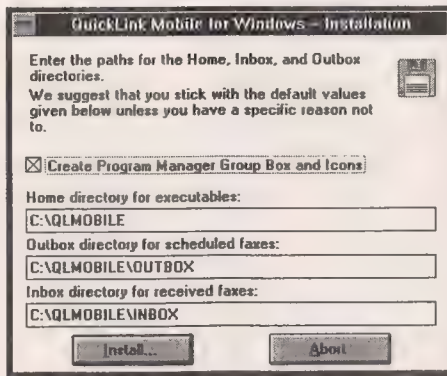 QuickLink Mobile for Windows – Installation
Enter the paths for the Home, Inbox, and Outbox
directories.
We suggest that you stick with the default values
given below unless you have a specific reason not
to.
Create Program Manager Group Box and Icons
Home directory for executables:
C:\QLMOBILE
Outbox directory for scheduled faxes:
C:\QLMOBILE\OUTBOX
Inbox directory for received faxes:
C:\QLMOBILE\INBOX
Install...
Abort